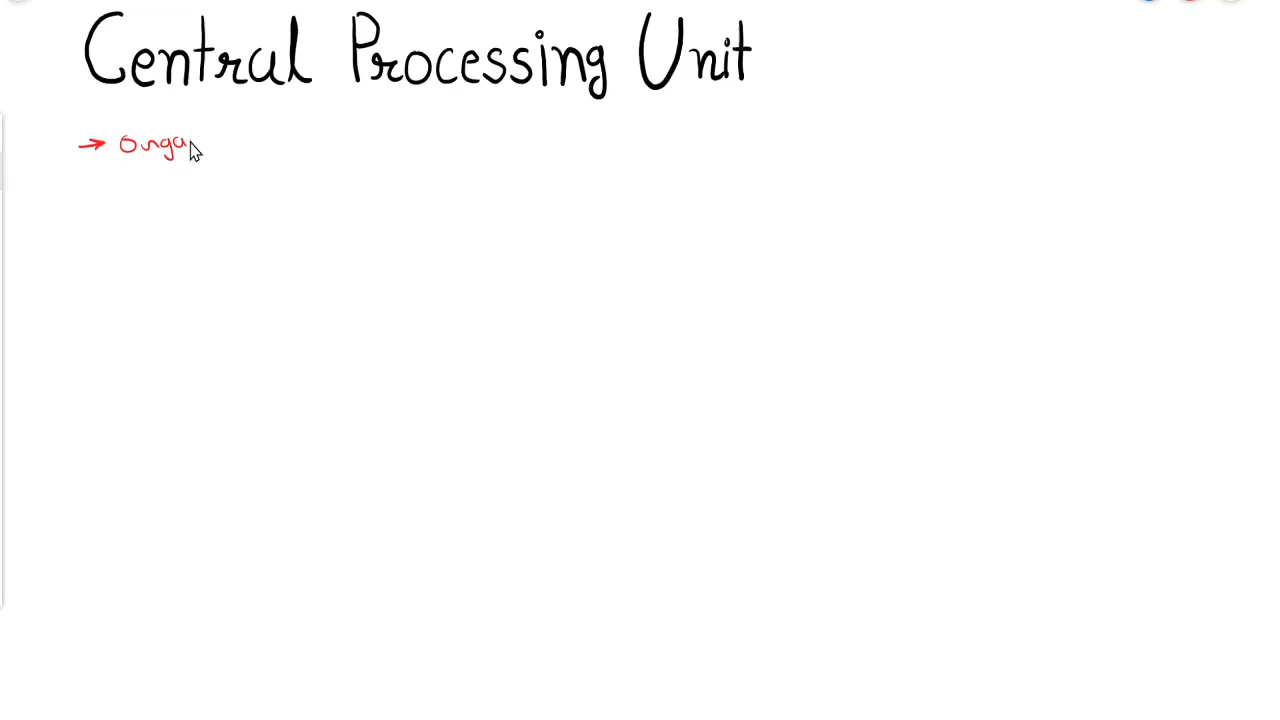 Central Processing Unit
→ Orga